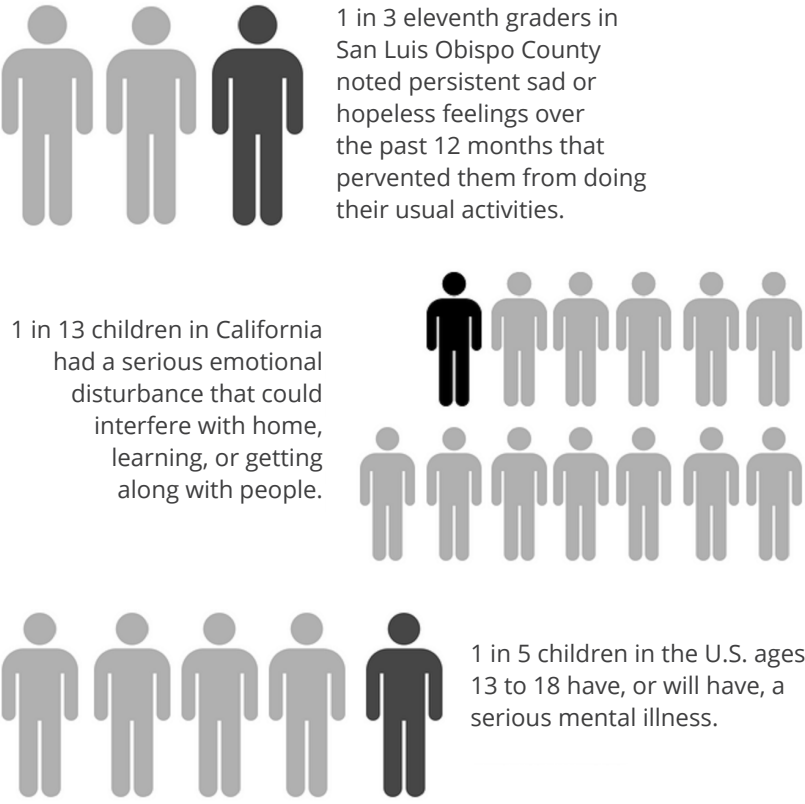 1 in 3 eleventh graders in
San Luis Obispo County
noted persistent sad or
hopeless feelings over
the past 12 months that
pervented them from doing
their usual activities.
1 in 13 children in California
had a serious emotional
disturbance that could
interfere with home,
learning, or getting
along with people.
1 in 5 children in the U.S. ages
13 to 18 have, or will have, a
serious mental illness.